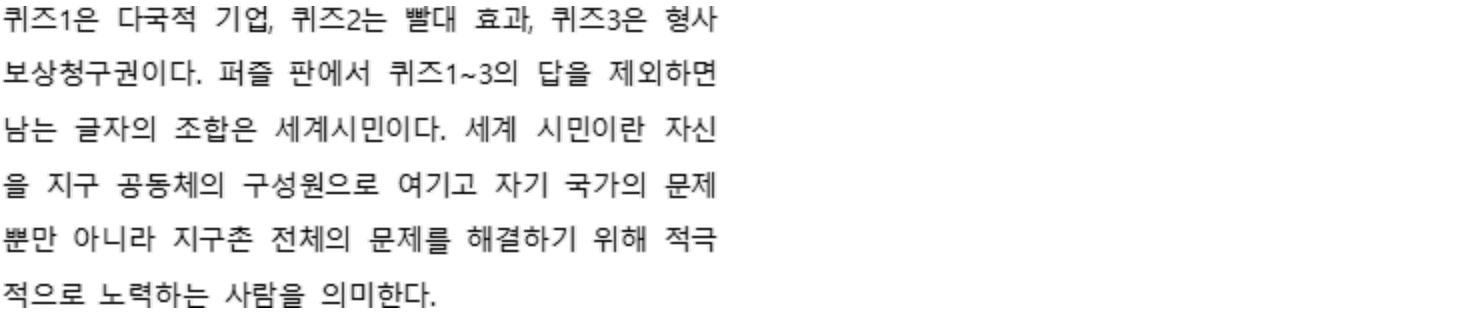 퀴즈1은 다국적 기업, 퀴즈2는 빨대 효과, 퀴즈3은 형사
보상청구권이다. 퍼즐 판에서 퀴즈1~3의 답을 제외하면
남는 글자의 조합은 세계시민이다. 세계 시민이란 자신
을 지구 공동체의 구성원으로 여기고 자기 국가의 문제
뿐만 아니라 지구촌 전체의 문제를 해결하기 위해 적극
적으로 노력하는 사람을 의미한다.